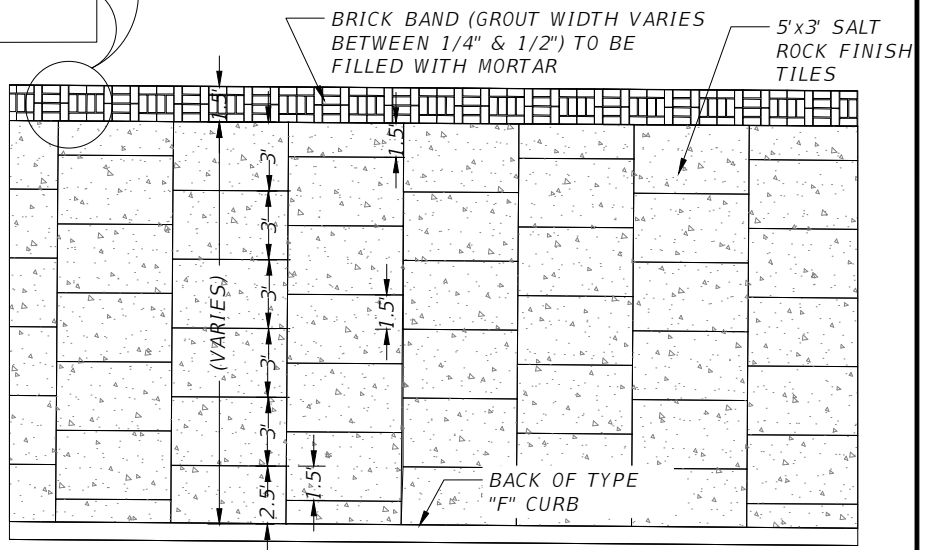 BRICK BAND (GROUT WIDTH VARIES
BETWEEN 1/4" & 1/2") TO BE
FILLED WITH MORTAR
5'x3' SALT
ROCK FINISH
TILES
1.5'
1.5'
3'
3'
3'
3'
3'
2.5'
(VARIES)
1.5'
1.5'
BACK OF TYPE
"F" CURB